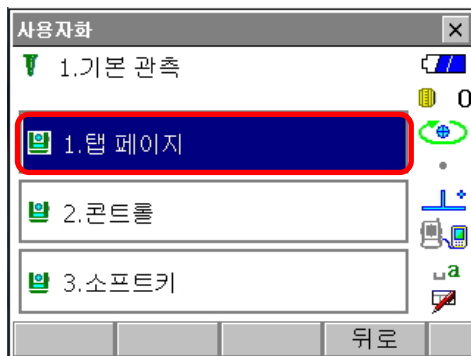 사용자화
1.기본 관측
0
1.탭 페이지
2.콘트롤
a
3.소프트키
뒤로